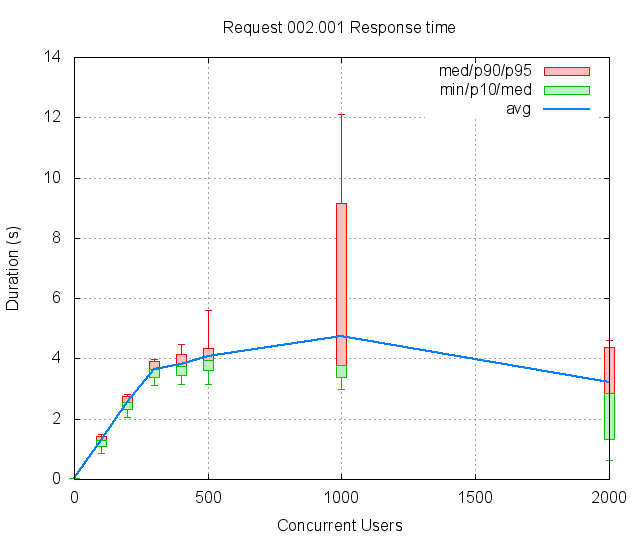 Request 002.001 Response time
14
12
10
8
6
4
2
0
med/p90/p95
min/p10/med
avg
Duration (s)
0
500
1000
1500
2000
Concurrent Users